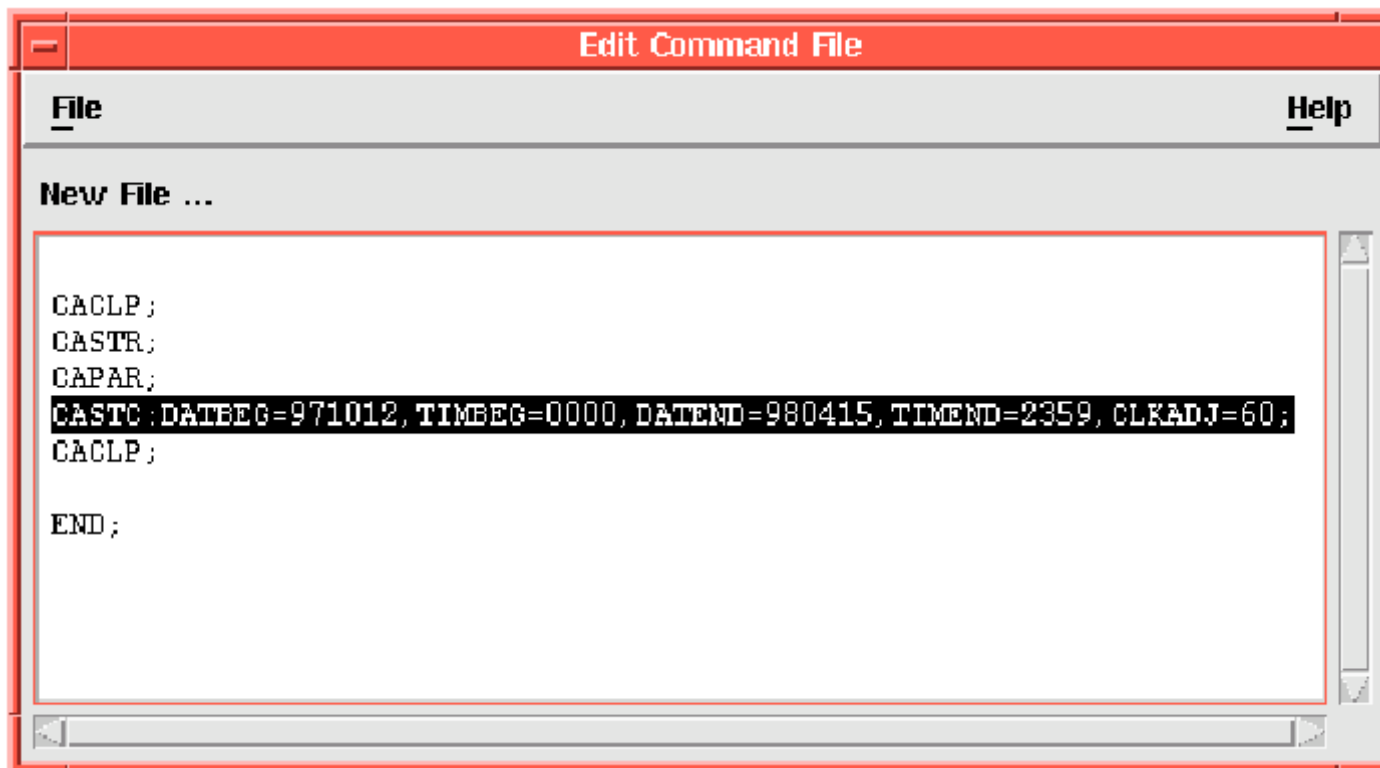 Edit Command File
File Help
New File ...
CACLP;
CASTR;
CAPAR;
CASTC:DATBEG=971012,TIMBEG=0000,DATEND=980415,TIMEND=2359,CLKADJ=60;
CACLP;
END;